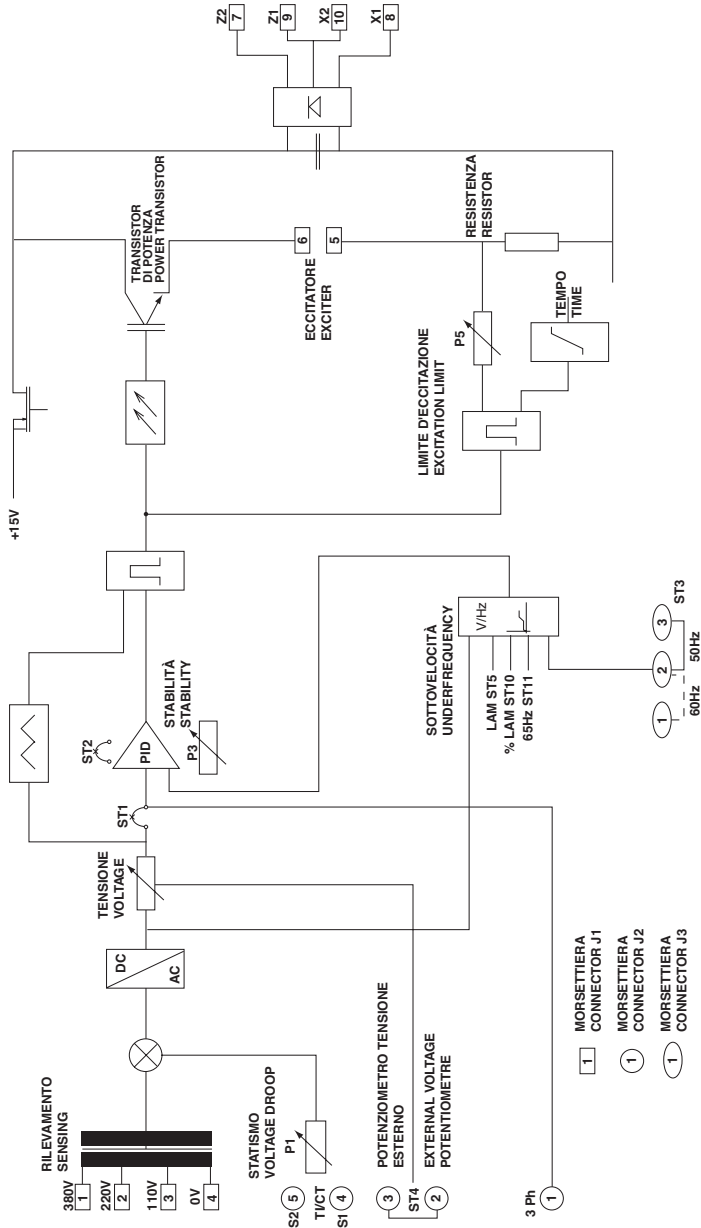 RILEVAMENTO
SENSING
380V
1
220V
2
110V
3
0V
4
STATISMO
VOLTAGE DROOP
P1
S2 5
TI/CT
S1 4
POTENZIOMETRO TENSIONE
ESTERNO
3
ST4
2
EXTERNAL VOLTAGE
POTENTIOMETRE
3 Ph 1
DC
AC
TENSIONE
VOLTAGE
ST1
ST2
PID
STABILITÀ
STABILITY
P3
+15V
TRANSISTOR
DI POTENZA
POWER TRANSISTOR
6
ECCITATORE
EXCITER
5
RESISTENZA
RESISTOR
LIMITE D'ECCITAZIONE
EXCITATION LIMIT
P5
TEMPO
TIME
SOTTOVELOCITÀ
UNDERFREQUENCY
V/Hz
LAM ST5
% LAM ST10
65Hz ST11
1 2 3
ST3
60Hz 50Hz
Z2
7
Z1
9
X2
10
X1
8
1 MORSETTIERA
CONNECTOR J1
1 MORSETTIERA
CONNECTOR J2
1 MORSETTIERA
CONNECTOR J3